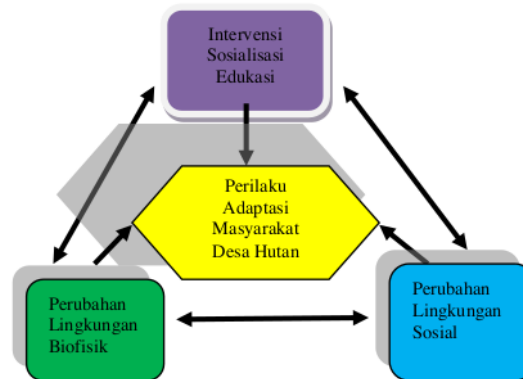 Intervensi
Sosialisasi
Edukasi
Perilaku
Adaptasi
Masyarakat
Desa Hutan
Perubahan
Lingkungan
Biofisik
Perubahan
Lingkungan
Sosial